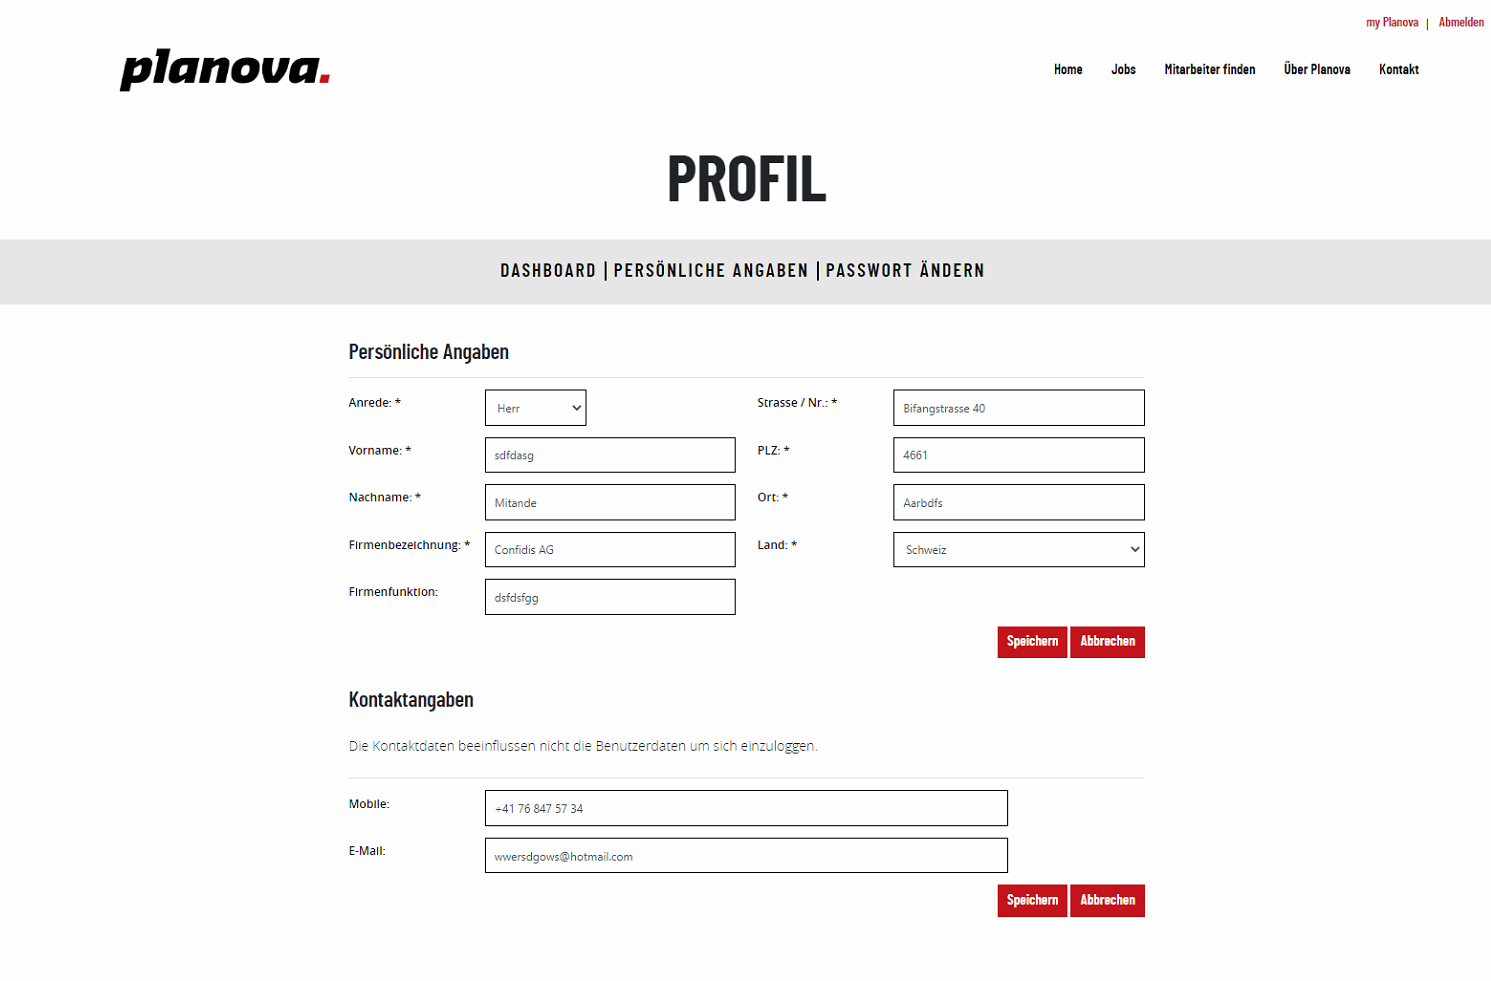 my Planova | Abmelden
planova.
Home Jobs Mitarbeiter finden Über Planova Kontakt
PROFIL
DASHBOARD | PERSÖNLICHE ANGABEN | PASSWORT ÄNDERN
Persönliche Angaben
Anrede: * Herr Strasse / Nr.: * Bifangstrasse 40
Vorname: * sdfdasg PLZ: * 4661
Nachname: * Mitande Ort: * Aarbdfs
Firmenbezeichnung: * Confidis AG Land: * Schweiz
Firmenfunktion: dsfdsfgg
Speichern Abbrechen
Kontaktangaben
Die Kontaktdaten beeinflussen nicht die Benutzerdaten um sich einzuloggen.
Mobile: +41 76 847 57 34
E-Mail: wwersdgows@hotmail.com
Speichern Abbrechen